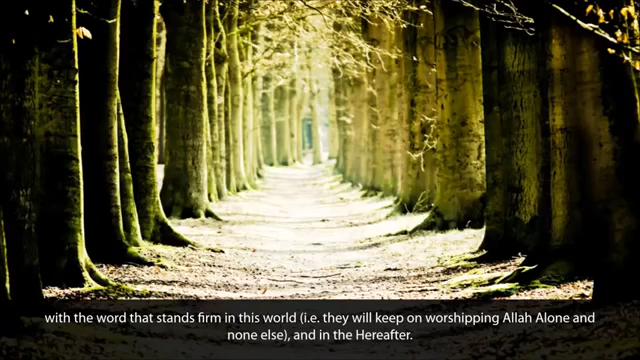 with the word that stands firm in this world (i.e. they will keep on worshipping Allah Alone and
none else), and in the Hereafter.